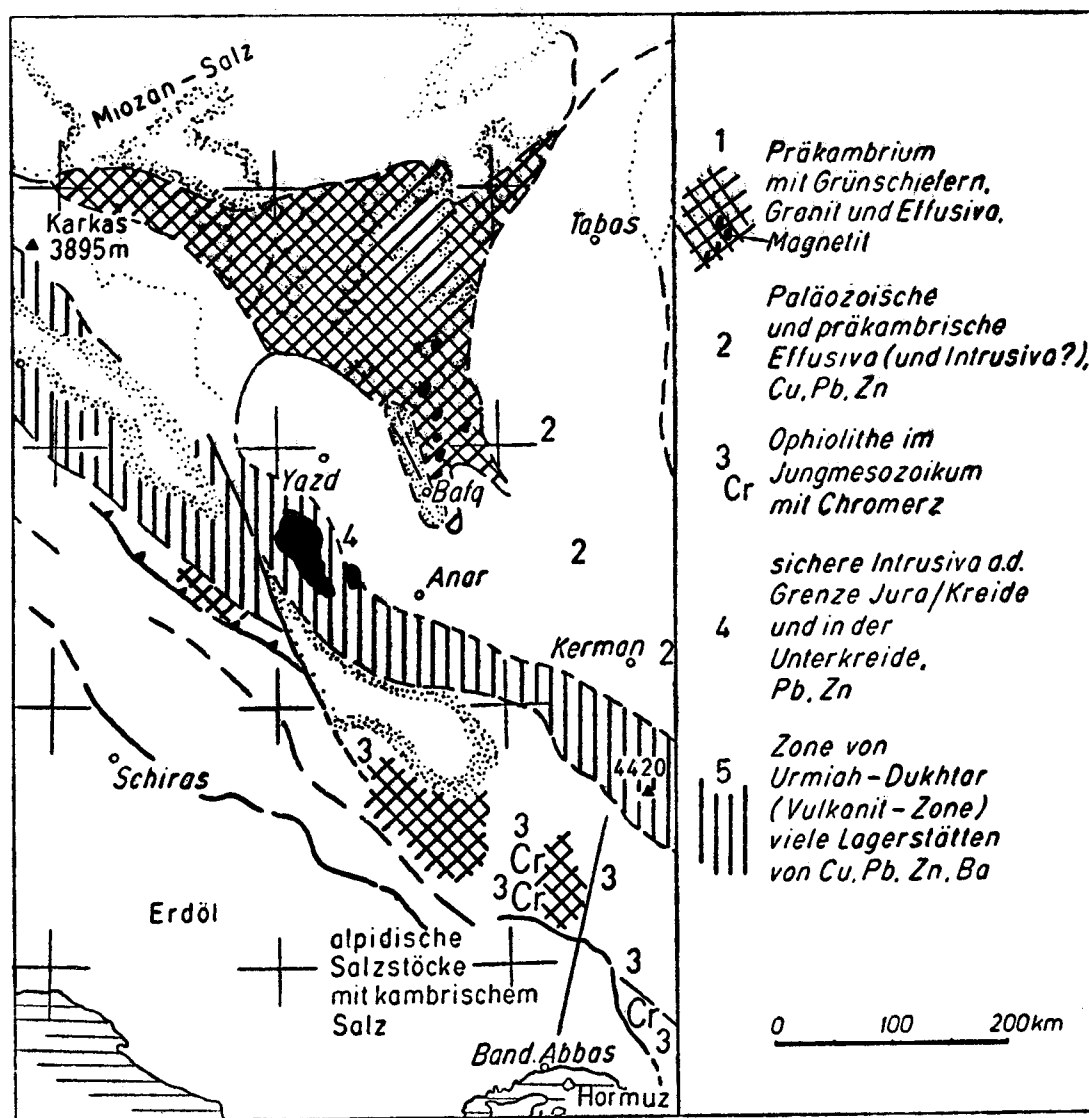 Miozän-Salz
Karkas
3895m
Tabas
2
Yazd
Bafq
4
2
Anar
Kerman
2
4420
3
Schiras
3
Cr
3
Cr
3
Erdöl
alpidische
Salzstöcke
mit kambrischem
Salz
3
Cr
3
Band. Abbas
Hormuz
1
Präkambrium
mit Grünschiefern,
Granit und Effusiva,
Magnetit
2
Paläozoische
und präkambrische
Effusiva (und Intrusiva?),
Cu, Pb, Zn
3
Cr
Ophiolithe im
Jungmesozoikum
mit Chromerz
4
sichere Intrusiva a.d.
Grenze Jura/Kreide
und in der
Unterkreide,
Pb, Zn
5
Zone von
Urmiah-Dukhtar
(Vulkanit-Zone)
viele Lagerstätten
von Cu, Pb, Zn, Ba
0 100 200km